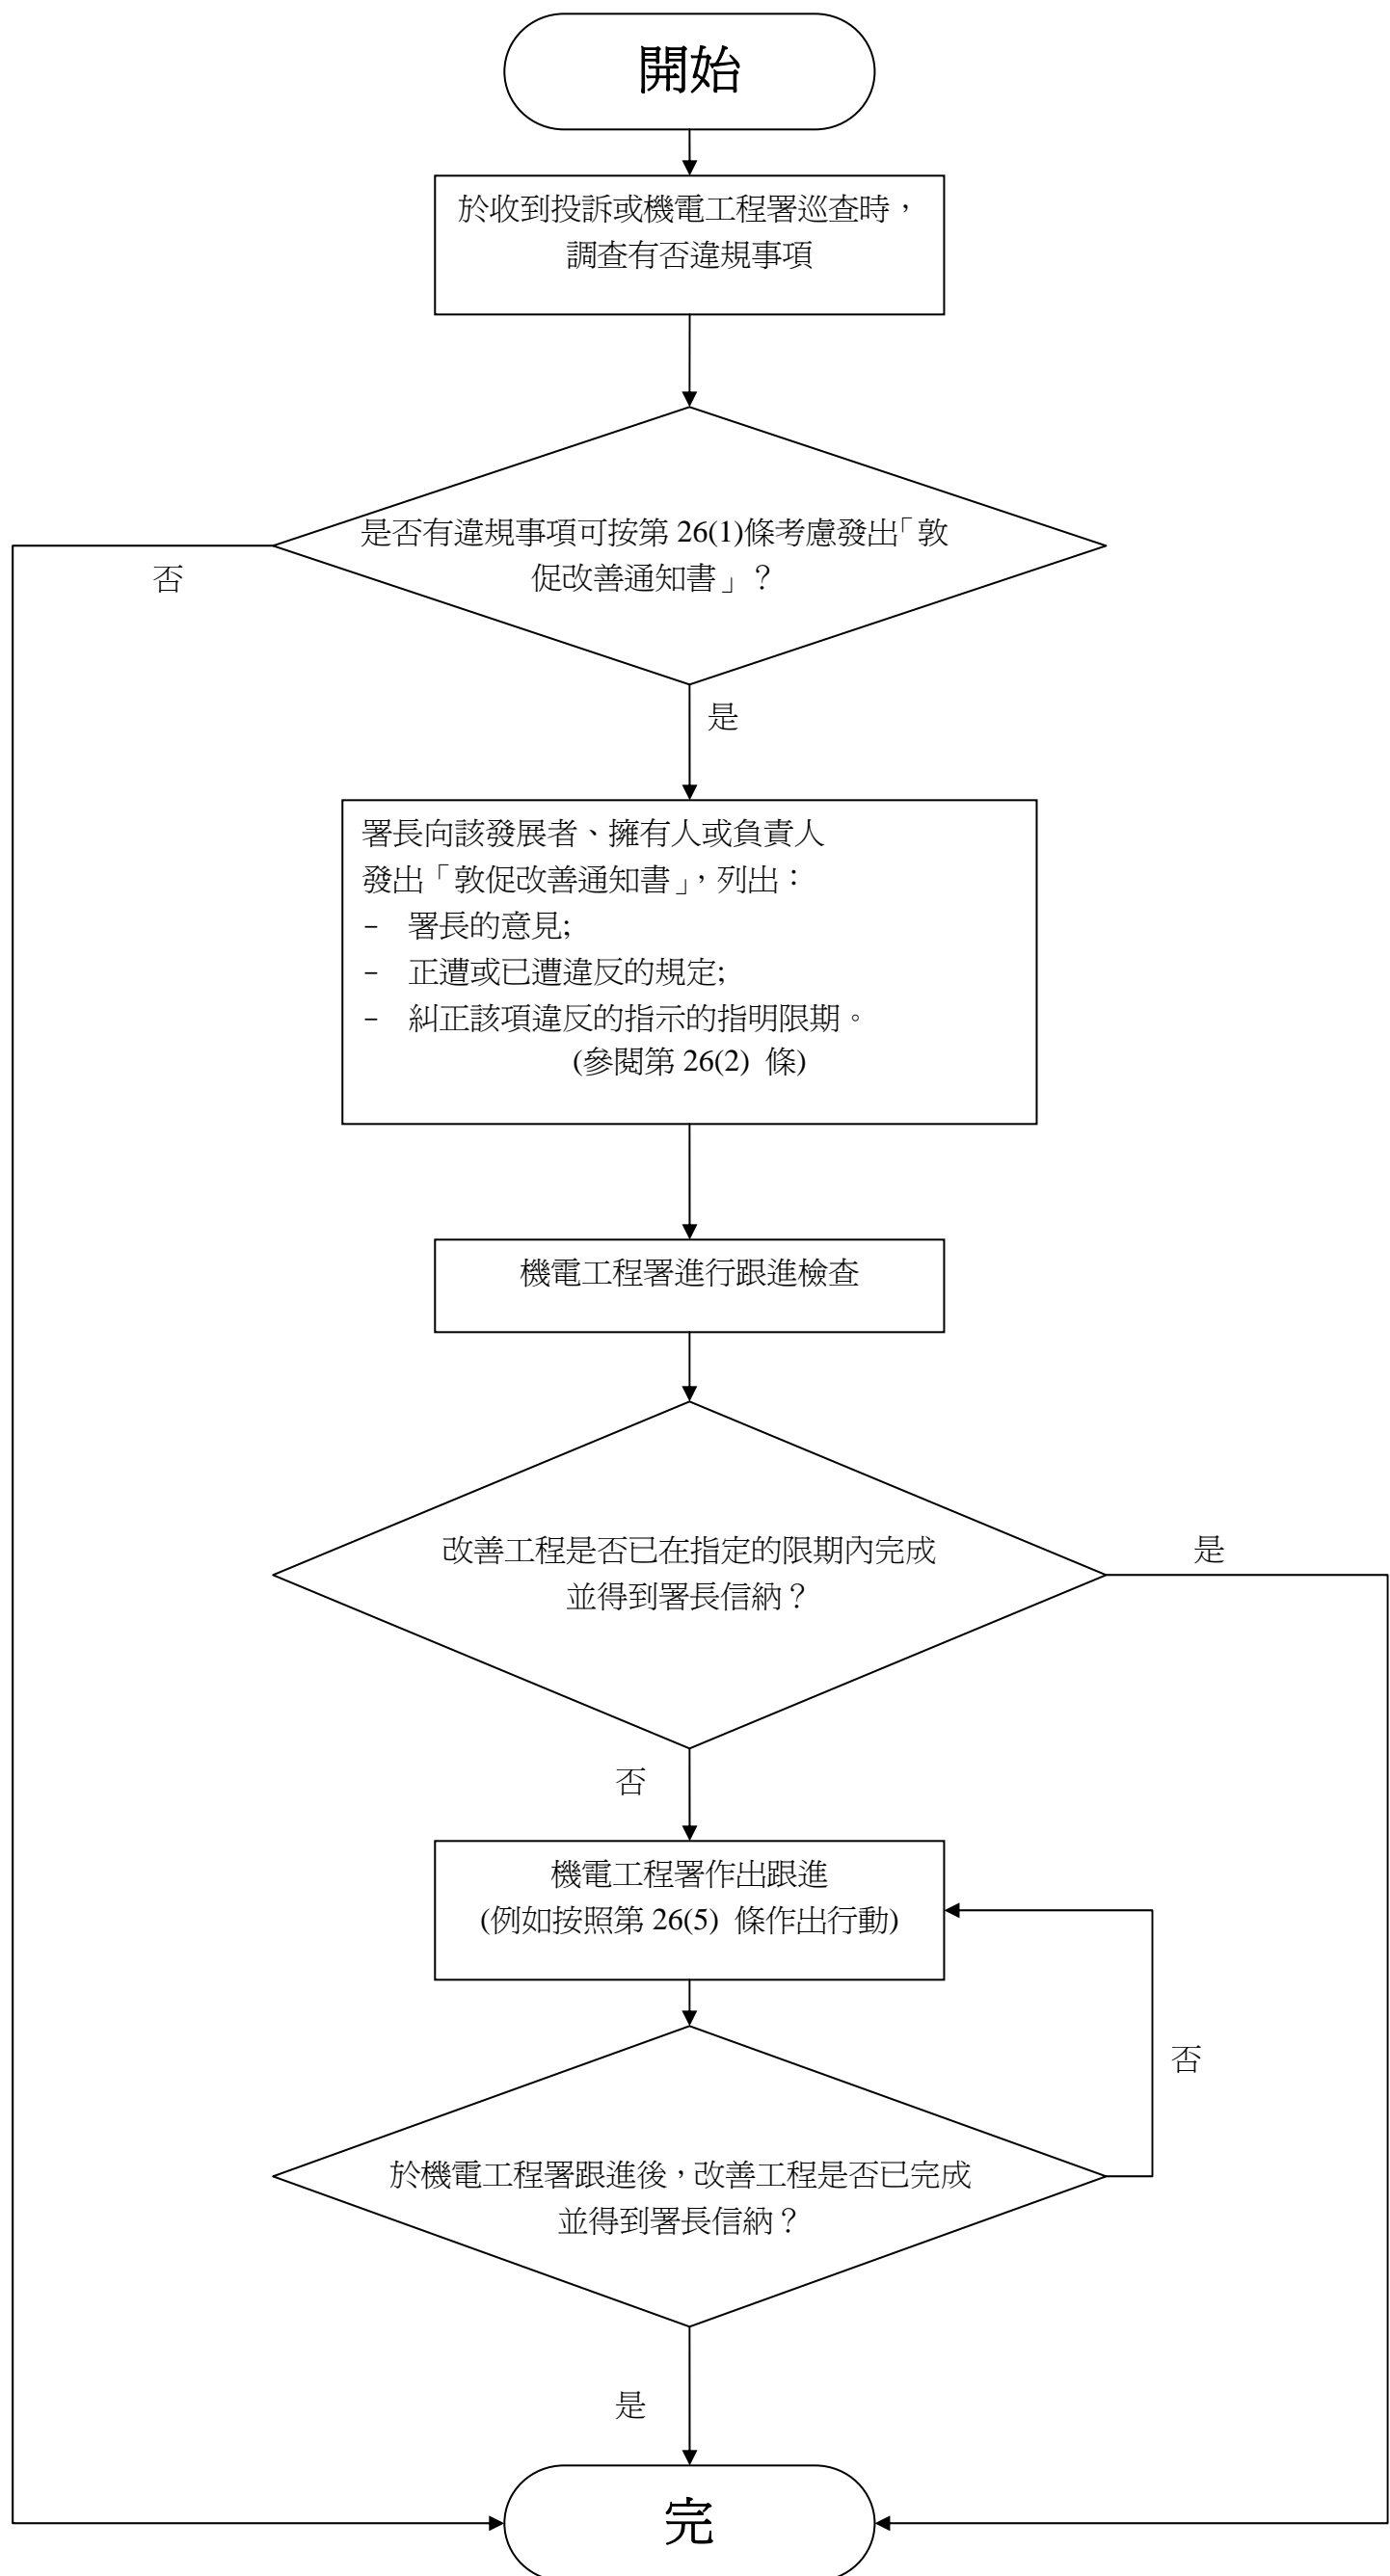 開始
於收到投訴或機電工程署巡查時，
調查有否違規事項
是否有違規事項可按第 26(1)條考慮發出「敦
促改善通知書」？
否
是
署長向該發展者、擁有人或負責人
發出「敦促改善通知書」，列出：
- 署長的意見;
- 正遭或已遭違反的規定;
- 糾正該項違反的指示的指明限期。
(參閱第 26(2) 條)
機電工程署進行跟進檢查
改善工程是否已在指定的限期內完成
並得到署長信納？
是
否
機電工程署作出跟進
(例如按照第 26(5) 條作出行動)
否
於機電工程署跟進後，改善工程是否已完成
並得到署長信納？
是
完